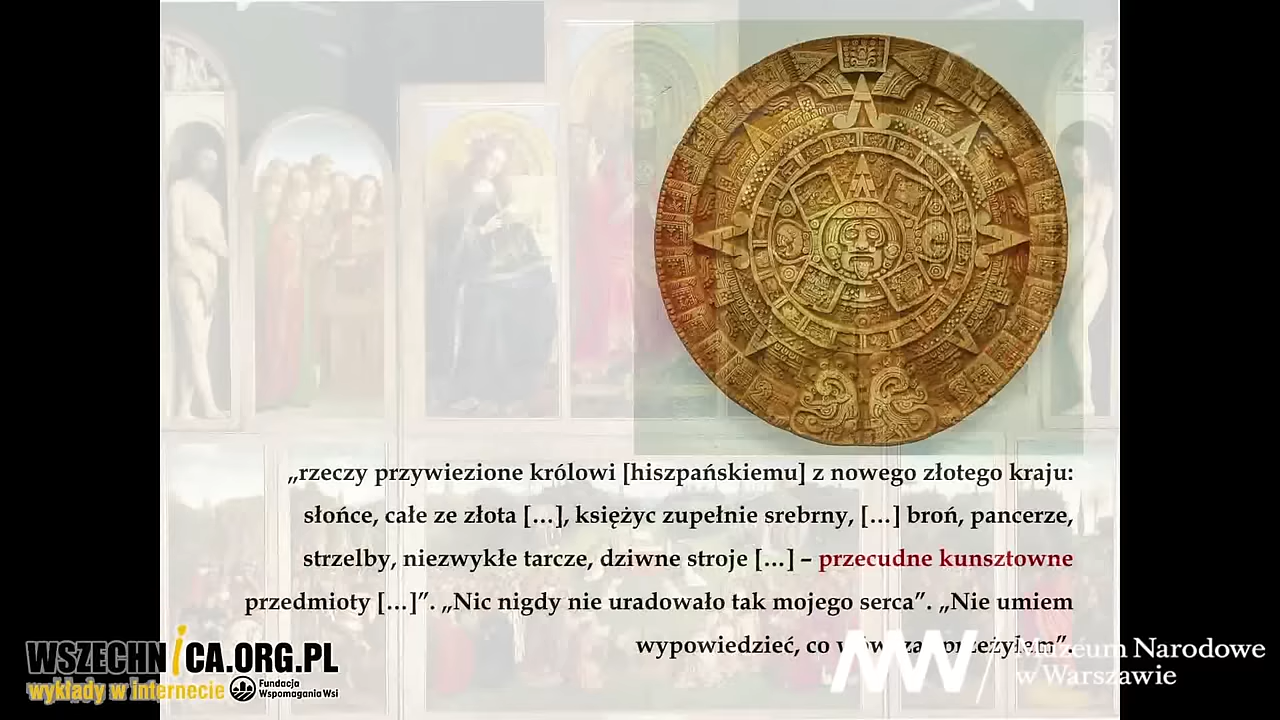 „rzeczy przywiezione królowi [hiszpańskiemu] z nowego złotego kraju:
słońce, całe ze złota […], księżyc zupełnie srebrny, […] broń, pancerze,
strzelby, niezwykłe tarcze, dziwne stroje […] – przecudne kunsztowne
przedmioty […]”. „Nic nigdy nie uradowało tak mojego serca”. „Nie umiem
wypowiedzieć, co przeżyłem”.
WSZECHNICA.ORG.PL
wykłady w internecie
Fundacja
WspomaganiaWsi
Muzeum Narodowe
w Warszawie